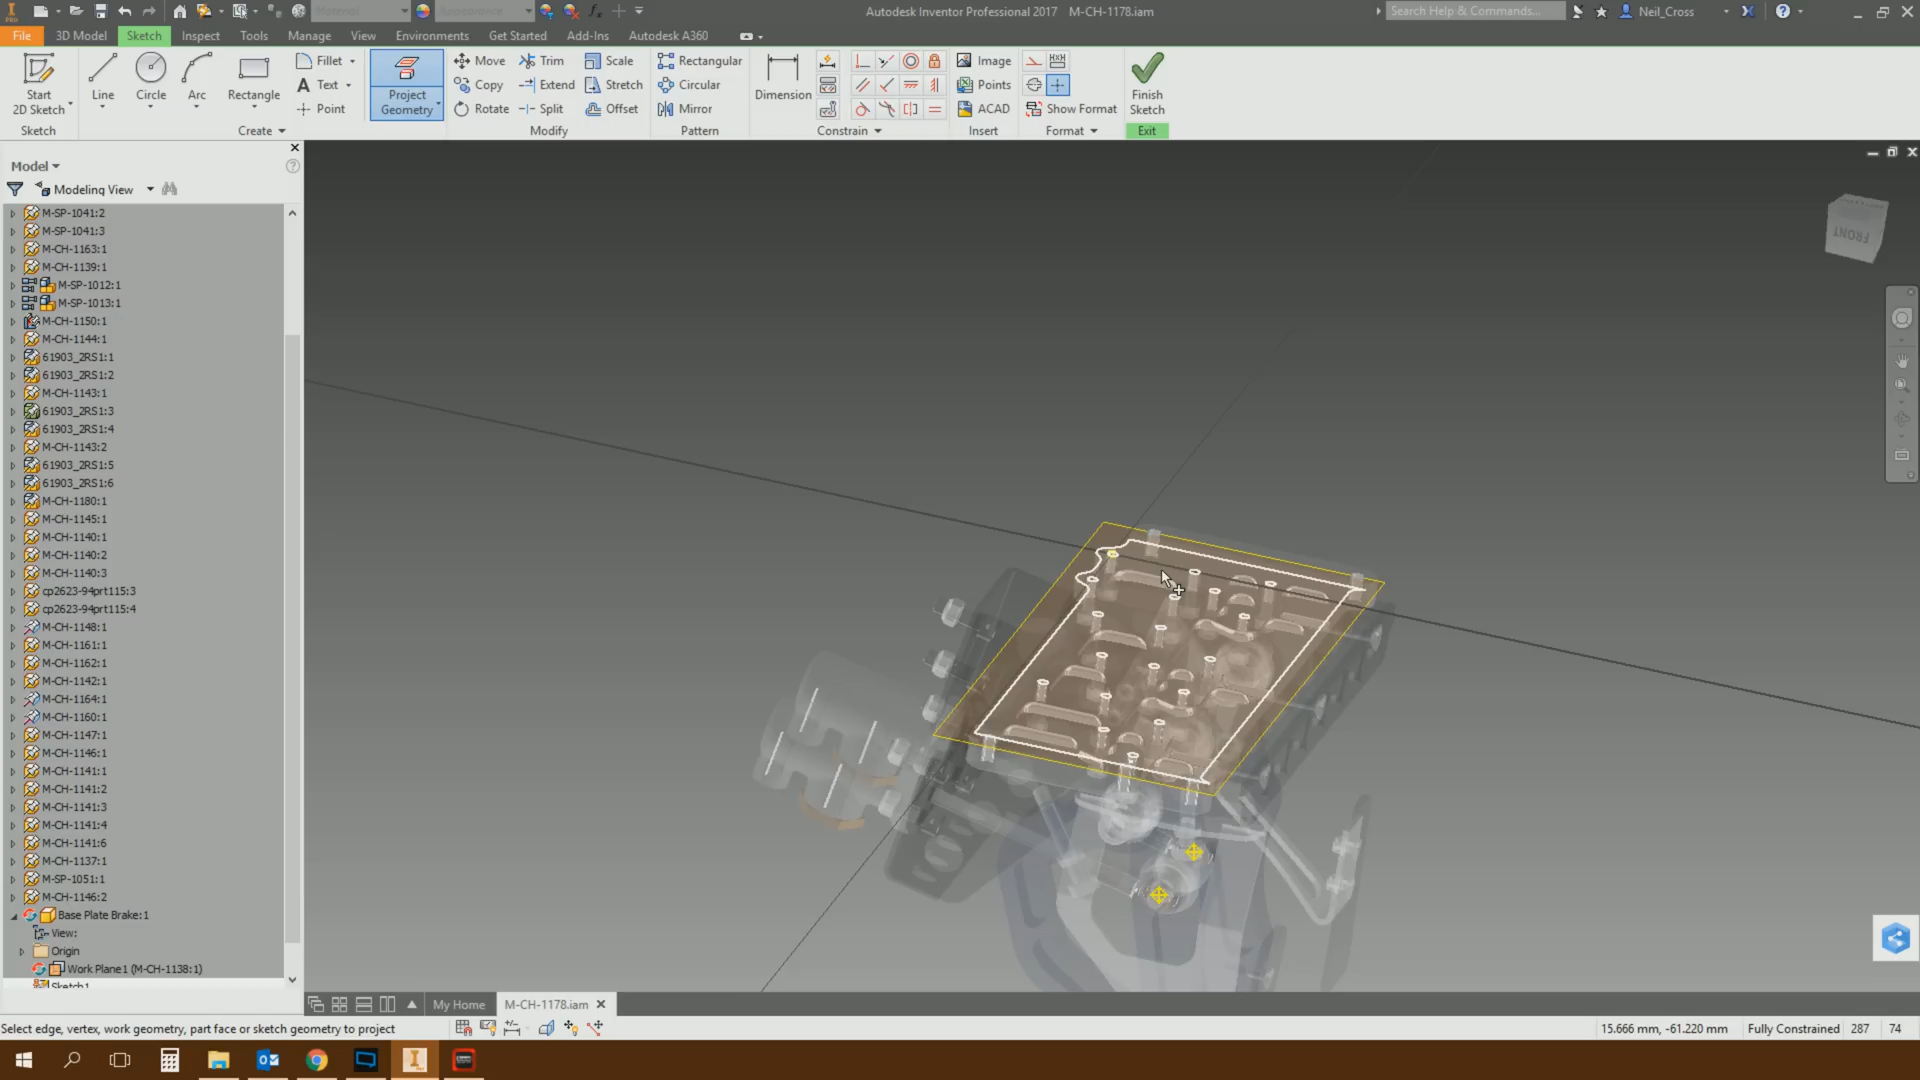 Material
Appearance
Autodesk Inventor Professional 2017 M-CH-1178.iam
Search Help & Commands...
Neil_Cross
File
3D Model
Sketch
Inspect
Tools
Manage
View
Environments
Get Started
Add-Ins
Autodesk A360
Start
2D Sketch
Line
Circle
Arc
Rectangle
Fillet
Text
Point
Project
Geometry
Move
Copy
Rotate
Trim
Extend
Split
Scale
Stretch
Offset
Rectangular
Circular
Mirror
Dimension
Image
Points
ACAD
Show Format
Finish
Sketch
Sketch
Create
Modify
Pattern
Constrain
Insert
Format
Exit
Model
Modeling View
M-SP-1041:2
M-SP-1041:3
M-CH-1163:1
M-CH-1139:1
M-SP-1012:1
M-SP-1013:1
M-CH-1150:1
M-CH-1144:1
61903_2RS1:1
61903_2RS1:2
M-CH-1143:1
61903_2RS1:3
61903_2RS1:4
M-CH-1143:2
61903_2RS1:5
61903_2RS1:6
M-CH-1180:1
M-CH-1145:1
M-CH-1140:1
M-CH-1140:2
M-CH-1140:3
cp2623-94prt115:3
cp2623-94prt115:4
M-CH-1148:1
M-CH-1161:1
M-CH-1162:1
M-CH-1142:1
M-CH-1164:1
M-CH-1160:1
M-CH-1147:1
M-CH-1146:1
M-CH-1141:1
M-CH-1141:2
M-CH-1141:3
M-CH-1141:4
M-CH-1141:6
M-CH-1137:1
M-SP-1051:1
M-CH-1146:2
Base Plate Brake:1
View:
Origin
Work Plane1 (M-CH-1138:1)
Sketch1
FRONT
My Home
M-CH-1178.iam
Select edge, vertex, work geometry, part face or sketch geometry to project
15.666 mm, -61.220 mm
Fully Constrained
287
74